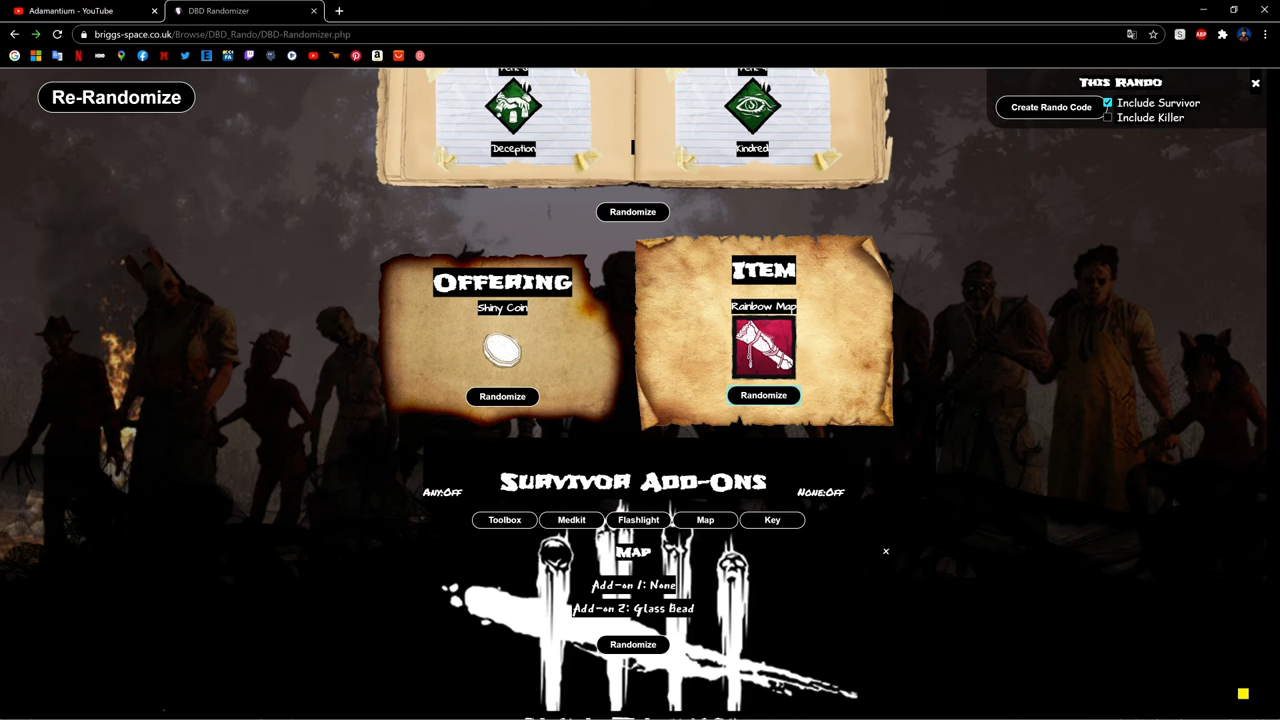 Adamantium - YouTube
DBD Randomizer
briggs-space.co.uk/Browse/DBD_Rando/DBD-Randomizer.php
Re-Randomize
This Rando
Create Rando Code
Include Survivor
Include Killer
Deception
Kindred
Randomize
Offering
Shiny Coin
Randomize
Item
Rainbow Map
Randomize
Survivor Add-Ons
Any:Off
None:Off
Toolbox
Medkit
Flashlight
Map
Key
Map
Add-on 1: None
Add-on 2: Glass Bead
Randomize